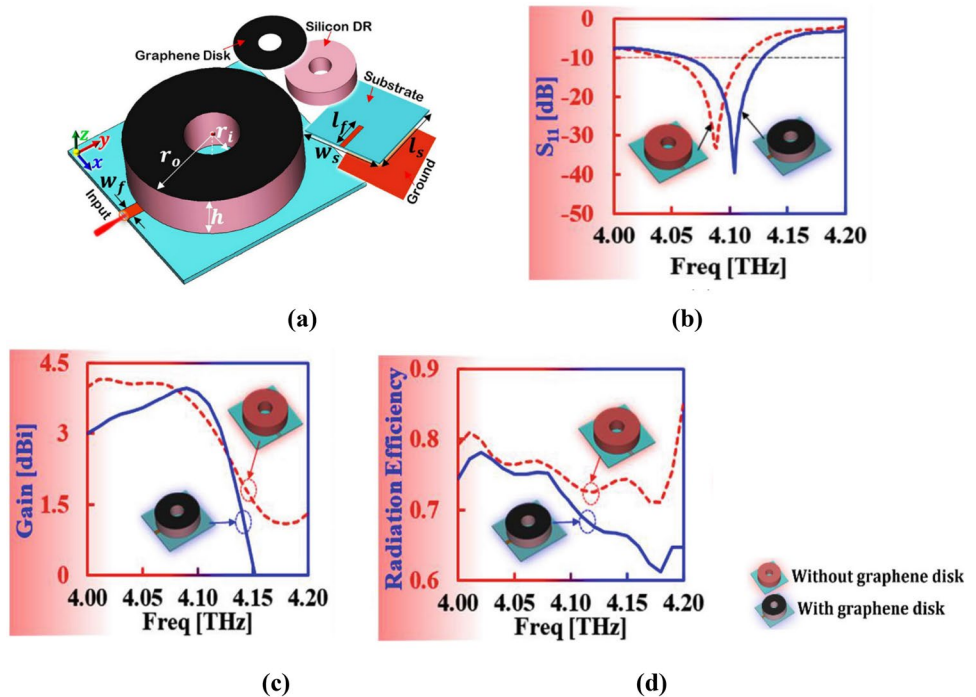 Graphene Disk
Silicon DR
Substrate
Ground
l_f
w_s
l_s
r_i
r_o
h
w_f
Input
z
y
x
(a)
S₁₁ [dB]
0
-10
-20
-30
-40
-50
4.00 4.05 4.10 4.15 4.20
Freq [THz]
(b)
Gain [dBi]
4.5
3
1.5
0
4.00 4.05 4.10 4.15 4.20
Freq [THz]
(c)
Radiation Efficiency
0.9
0.8
0.7
0.6
4.00 4.05 4.10 4.15 4.20
Freq [THz]
(d)
Without graphene disk
With graphene disk